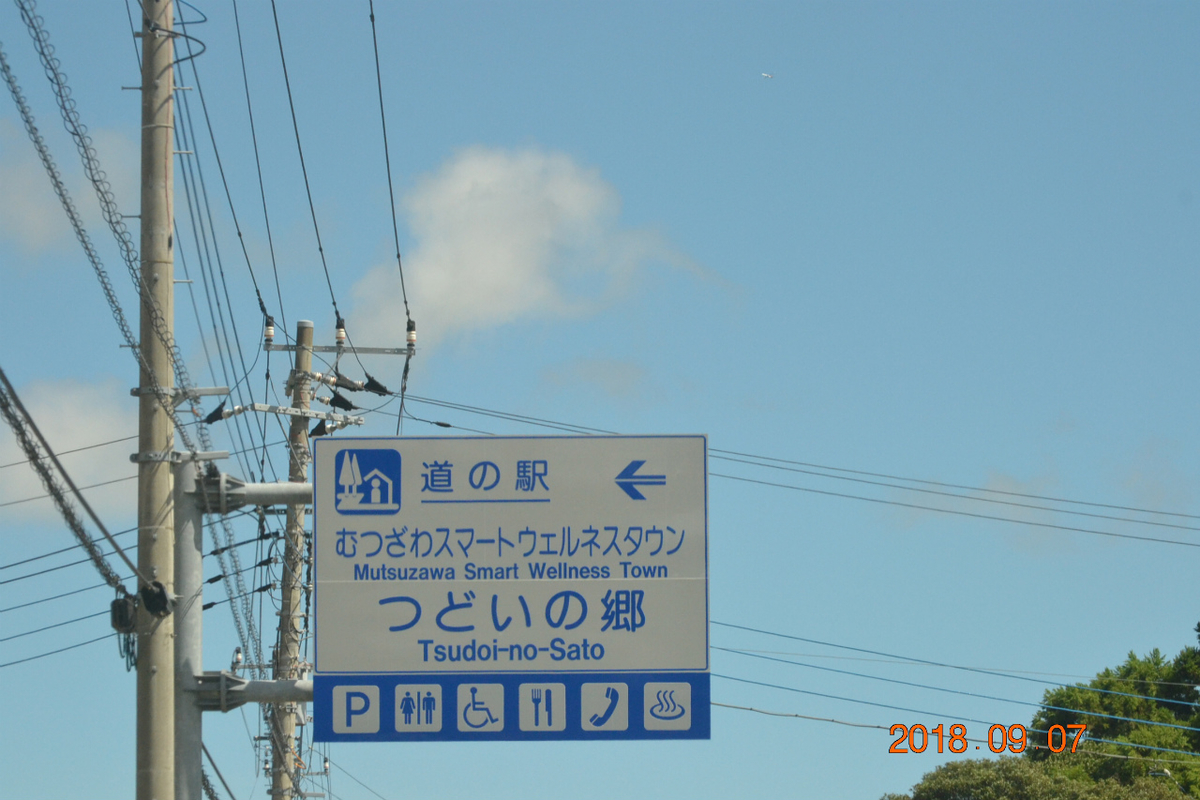 道の駅
むつざわスマートウェルネスタウン
Mutsuzawa Smart Wellness Town
つどいの郷
Tsudoi-no-Sato
P
2018.09.07